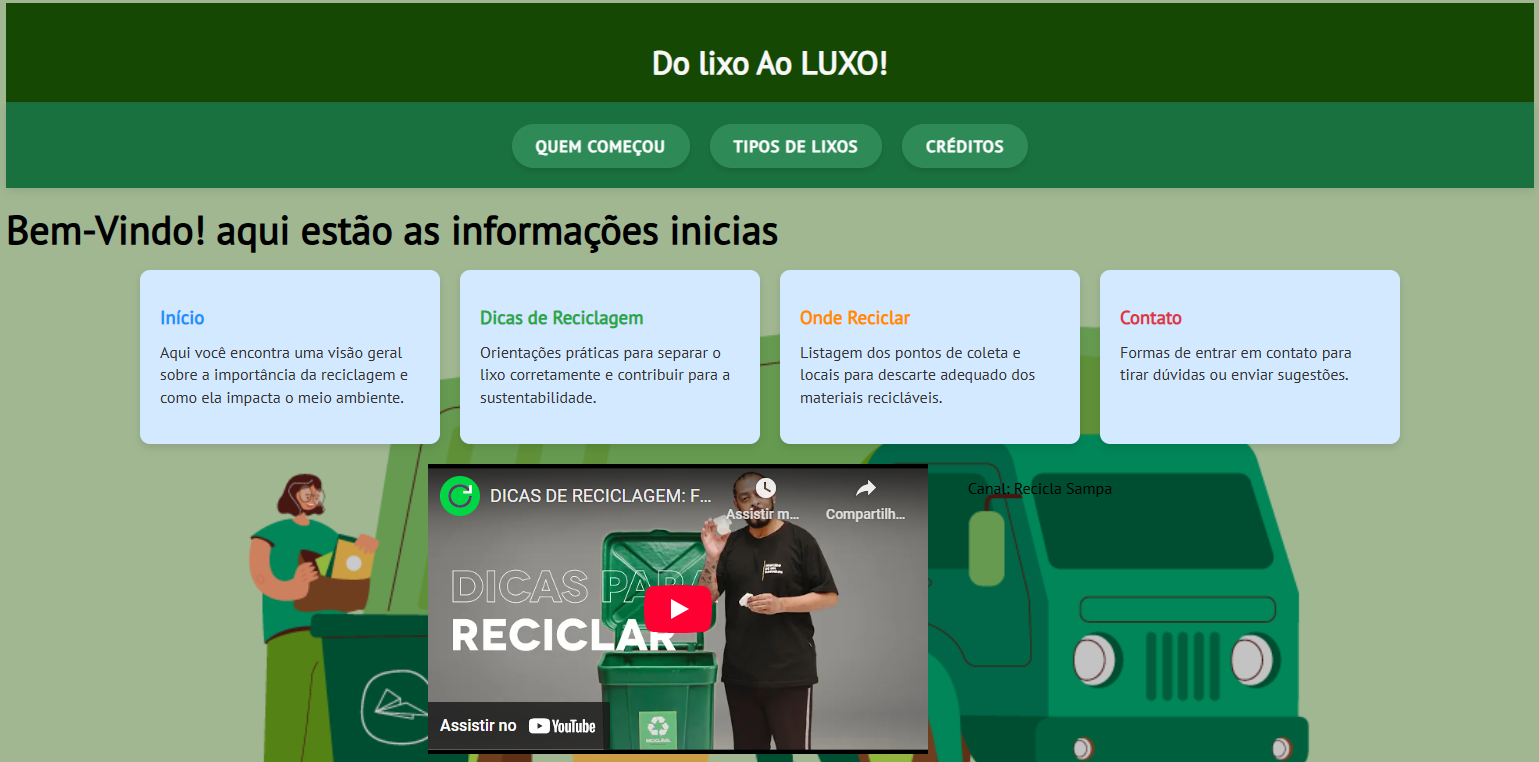 Do lixo Ao LUXO!
QUEM COMEÇOU
TIPOS DE LIXOS
CRÉDITOS
Bem-Vindo! aqui estão as informações inicias
Início
Aqui você encontra uma visão geral
sobre a importância da reciclagem e
como ela impacta o meio ambiente.
Dicas de Reciclagem
Orientações práticas para separar o
lixo corretamente e contribuir para a
sustentabilidade.
Onde Reciclar
Listagem dos pontos de coleta e
locais para descarte adequado dos
materiais recicláveis.
Contato
Formas de entrar em contato para
tirar dúvidas ou enviar sugestões.
DICAS DE RECICLAGEM: F...
Assistir m...
Compartilh...
Canal: Recicla Sampa
DICAS PARA
RECICLAR
Assistir no YouTube